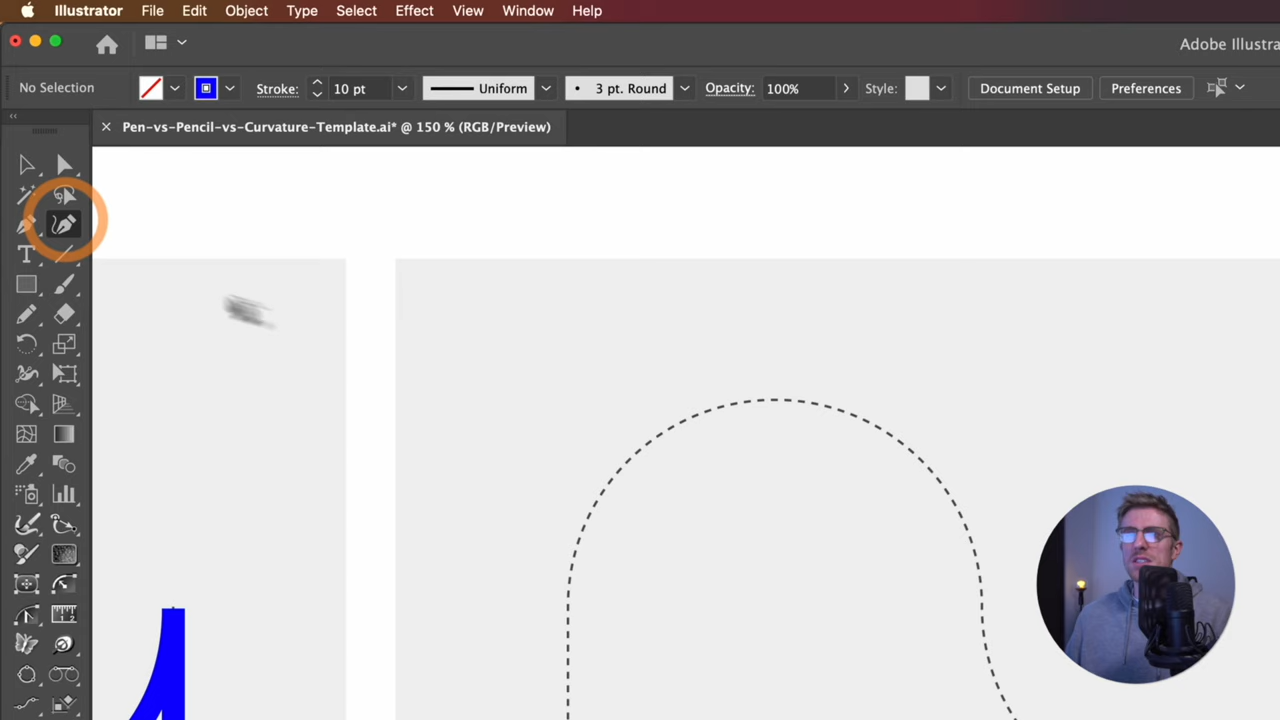 Illustrator File Edit Object Type Select Effect View Window Help
Adobe Illustra
No Selection Stroke: 10 pt Uniform 3 pt. Round Opacity: 100% Style: Document Setup Preferences
Pen-vs-Pencil-vs-Curvature-Template.ai* @ 150 % (RGB/Preview)